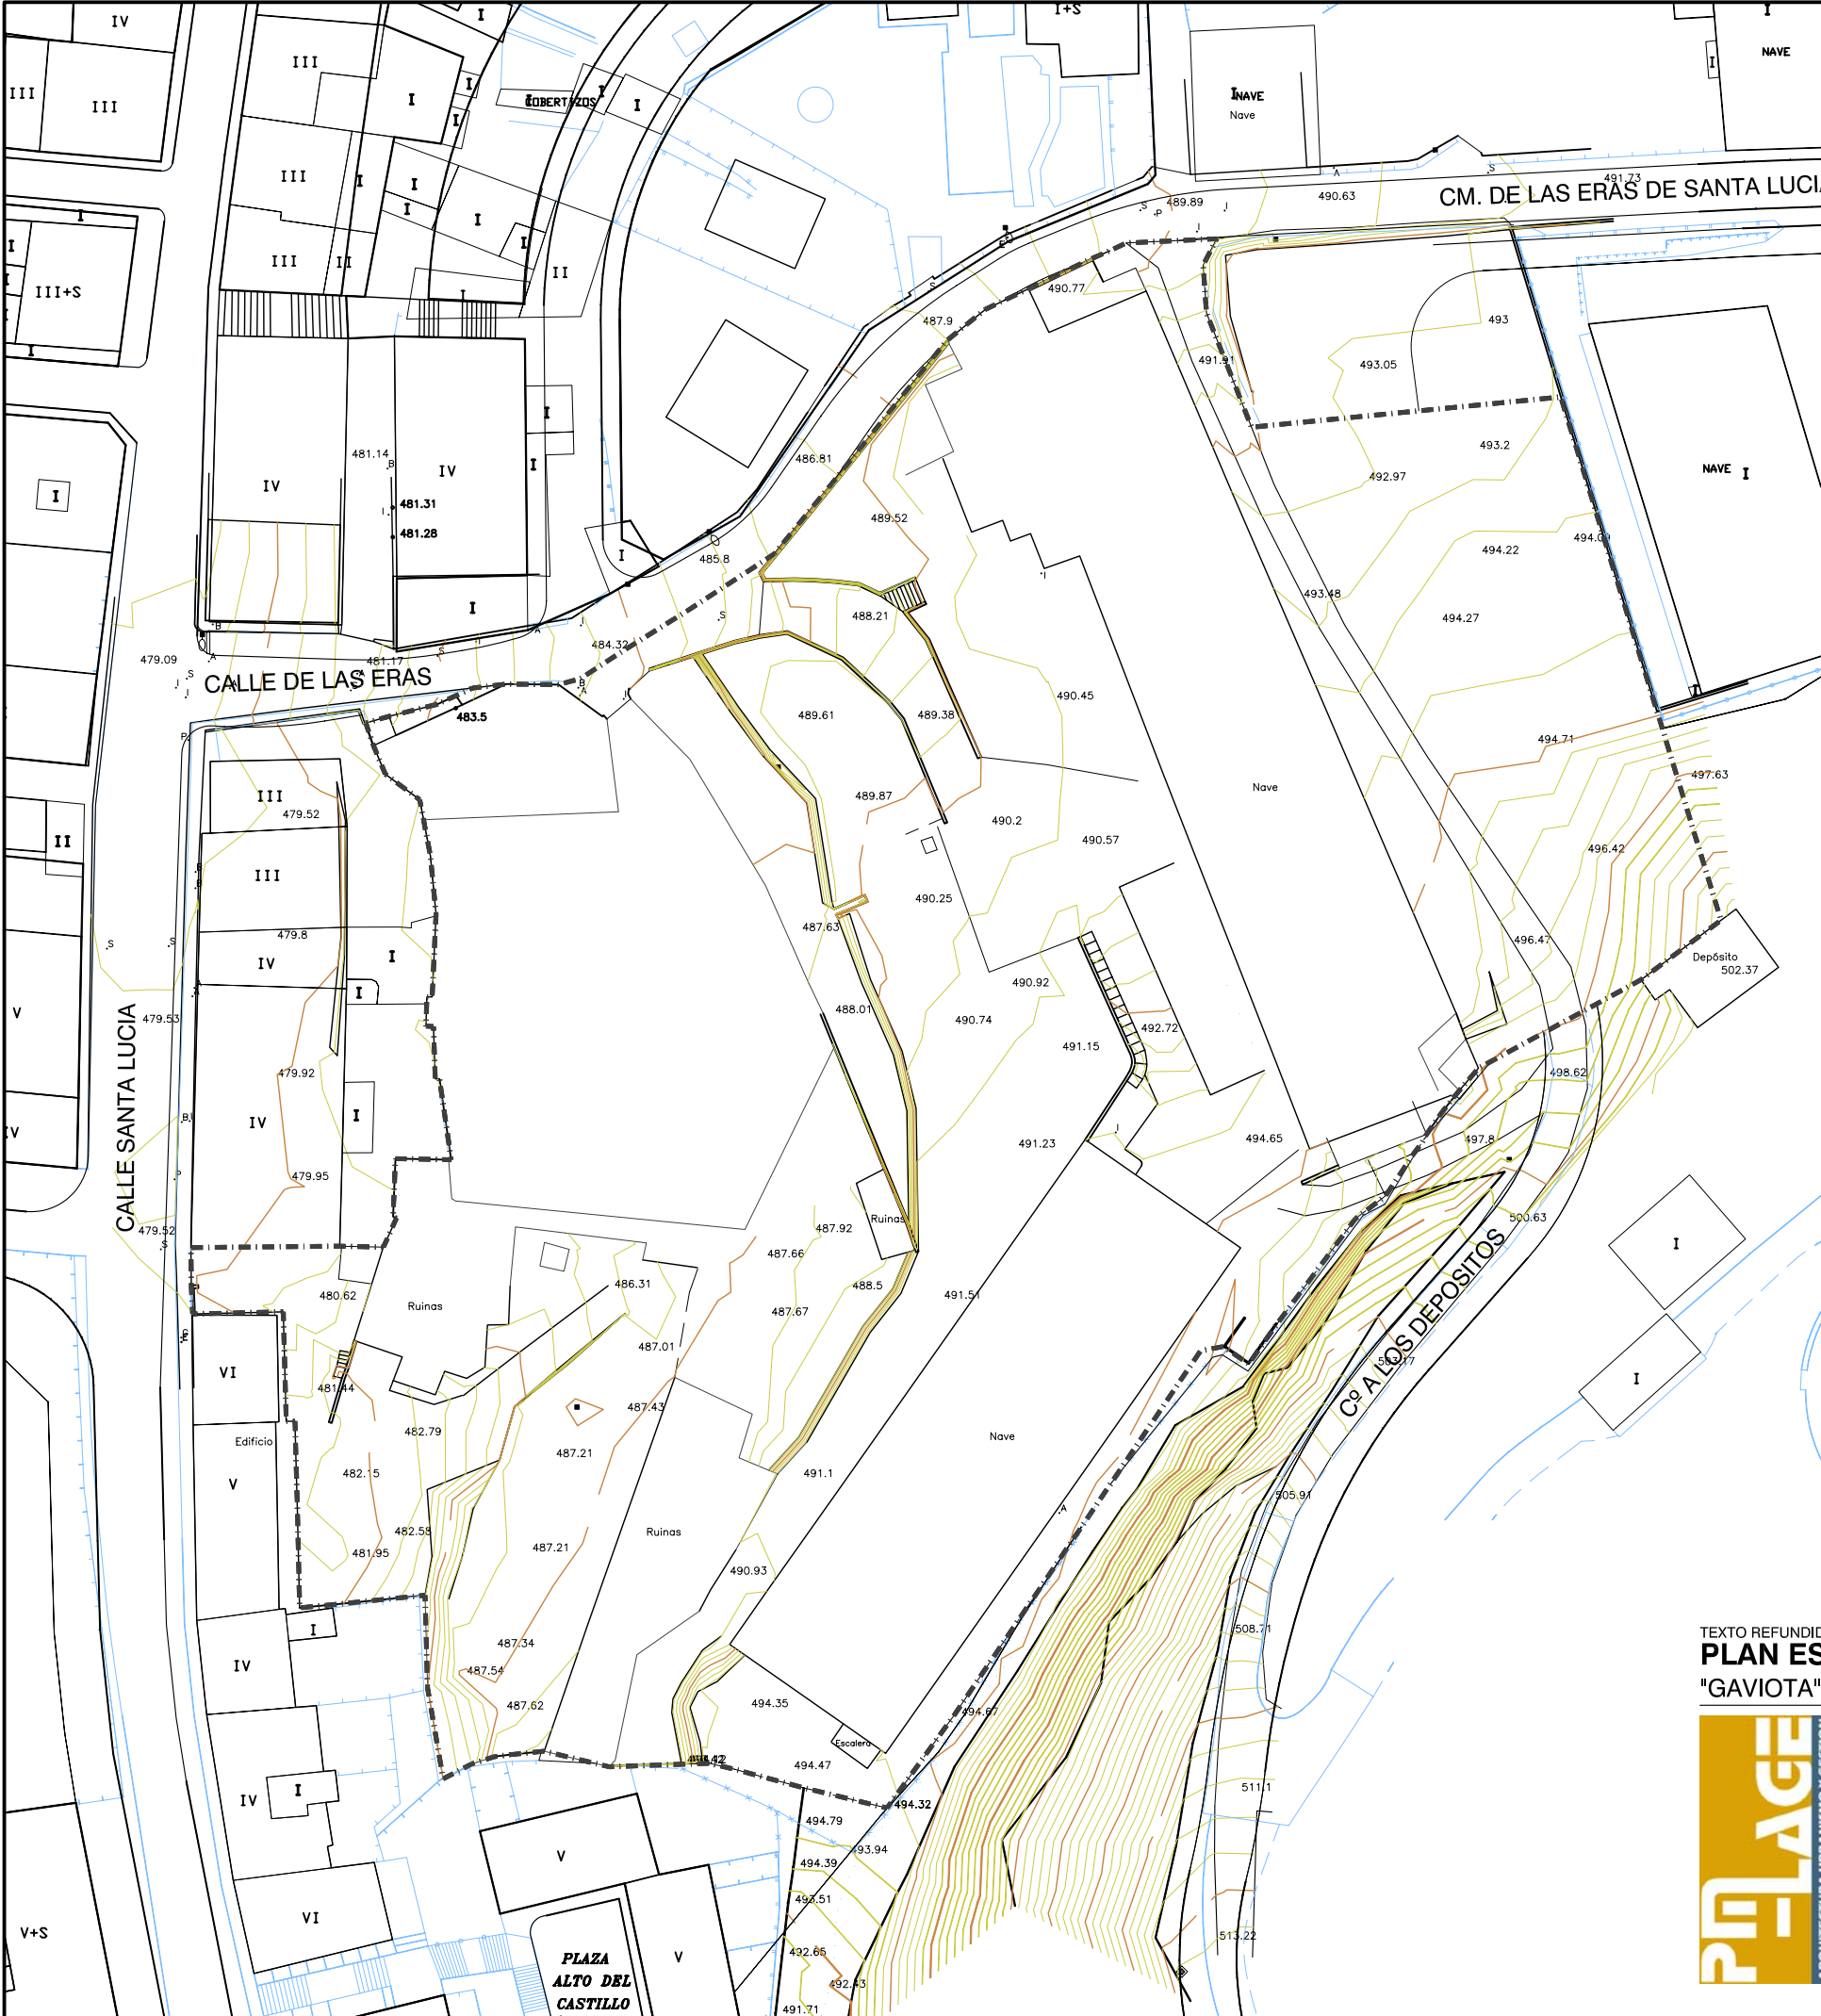 IV
I
I+S
I
III
NAVE
III
III
I
I
I
COBERTIZOS
I
I
NAVE
Nave
I
I
III
I
I
I
I
I
III
II
II
I
I
I
III+S
I
489.89
490.63
491.73
CM. DE LAS ERAS DE SANTA LUCIA
490.77
487.9
491.91
493
493.05
493.2
492.97
NAVE I
I
IV
481.14
IV
I
I
481.31
481.28
486.81
489.52
485.8
I
494.22
493.48
494.27
I
488.21
484.32
479.09
481.17
CALLE DE LAS ERAS
483.5
489.61
489.38
490.45
494.71
497.63
Nave
III
479.52
489.87
490.2
490.57
496.42
II
III
490.25
487.63
479.8
IV
I
I
496.47
Depósito
502.37
490.92
V
479.53
488.01
490.74
492.72
491.15
479.92
498.62
CALLE SANTA LUCIA
IV
I
IV
491.23
494.65
497.8
479.95
487.92
Ruinas
479.52
500.63
I
487.66
486.31
488.5
491.51
480.62
Ruinas
487.67
487.01
503.17
Cº A LOS DEPOSITOS
VI
481.44
487.43
I
482.79
Edificio
487.21
Nave
V
482.15
491.1
505.91
482.58
481.95
487.21
Ruinas
490.93
I
508.71
IV
487.34
487.54
487.62
494.35
494.67
Escalera
494.47
TEXTO REFUNDID
PLAN ES
"GAVIOTA"
PM LAGE
I
IV
511.1
494.32
494.79
493.94
V
494.39
493.51
VI
V+S
V
513.22
492.65
492.43
491.71
PLAZA
ALTO DEL
CASTILLO